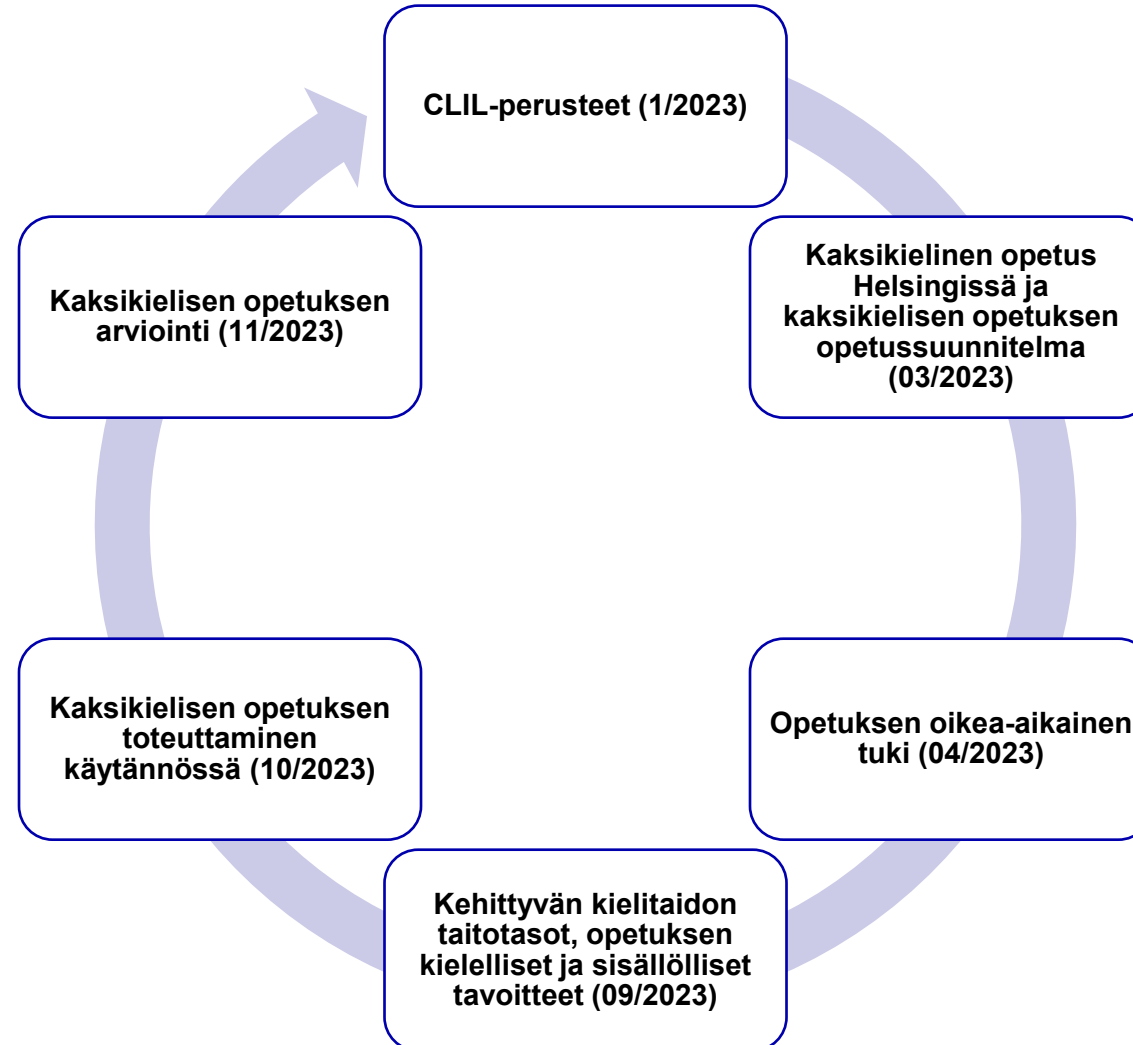 CLIL-perusteet (1/2023)
Kaksikielinen opetus
Helsingissä ja
kaksikielisen opetuksen
opetussuunnitelma
(03/2023)
Opetuksen oikea-aikainen
tuki (04/2023)
Kehittyvän kielitaidon
taitotasot, opetuksen
kielelliset ja sisällölliset
tavoitteet (09/2023)
Kaksikielisen opetuksen
toteuttaminen
käytännössä (10/2023)
Kaksikielisen opetuksen
arviointi (11/2023)